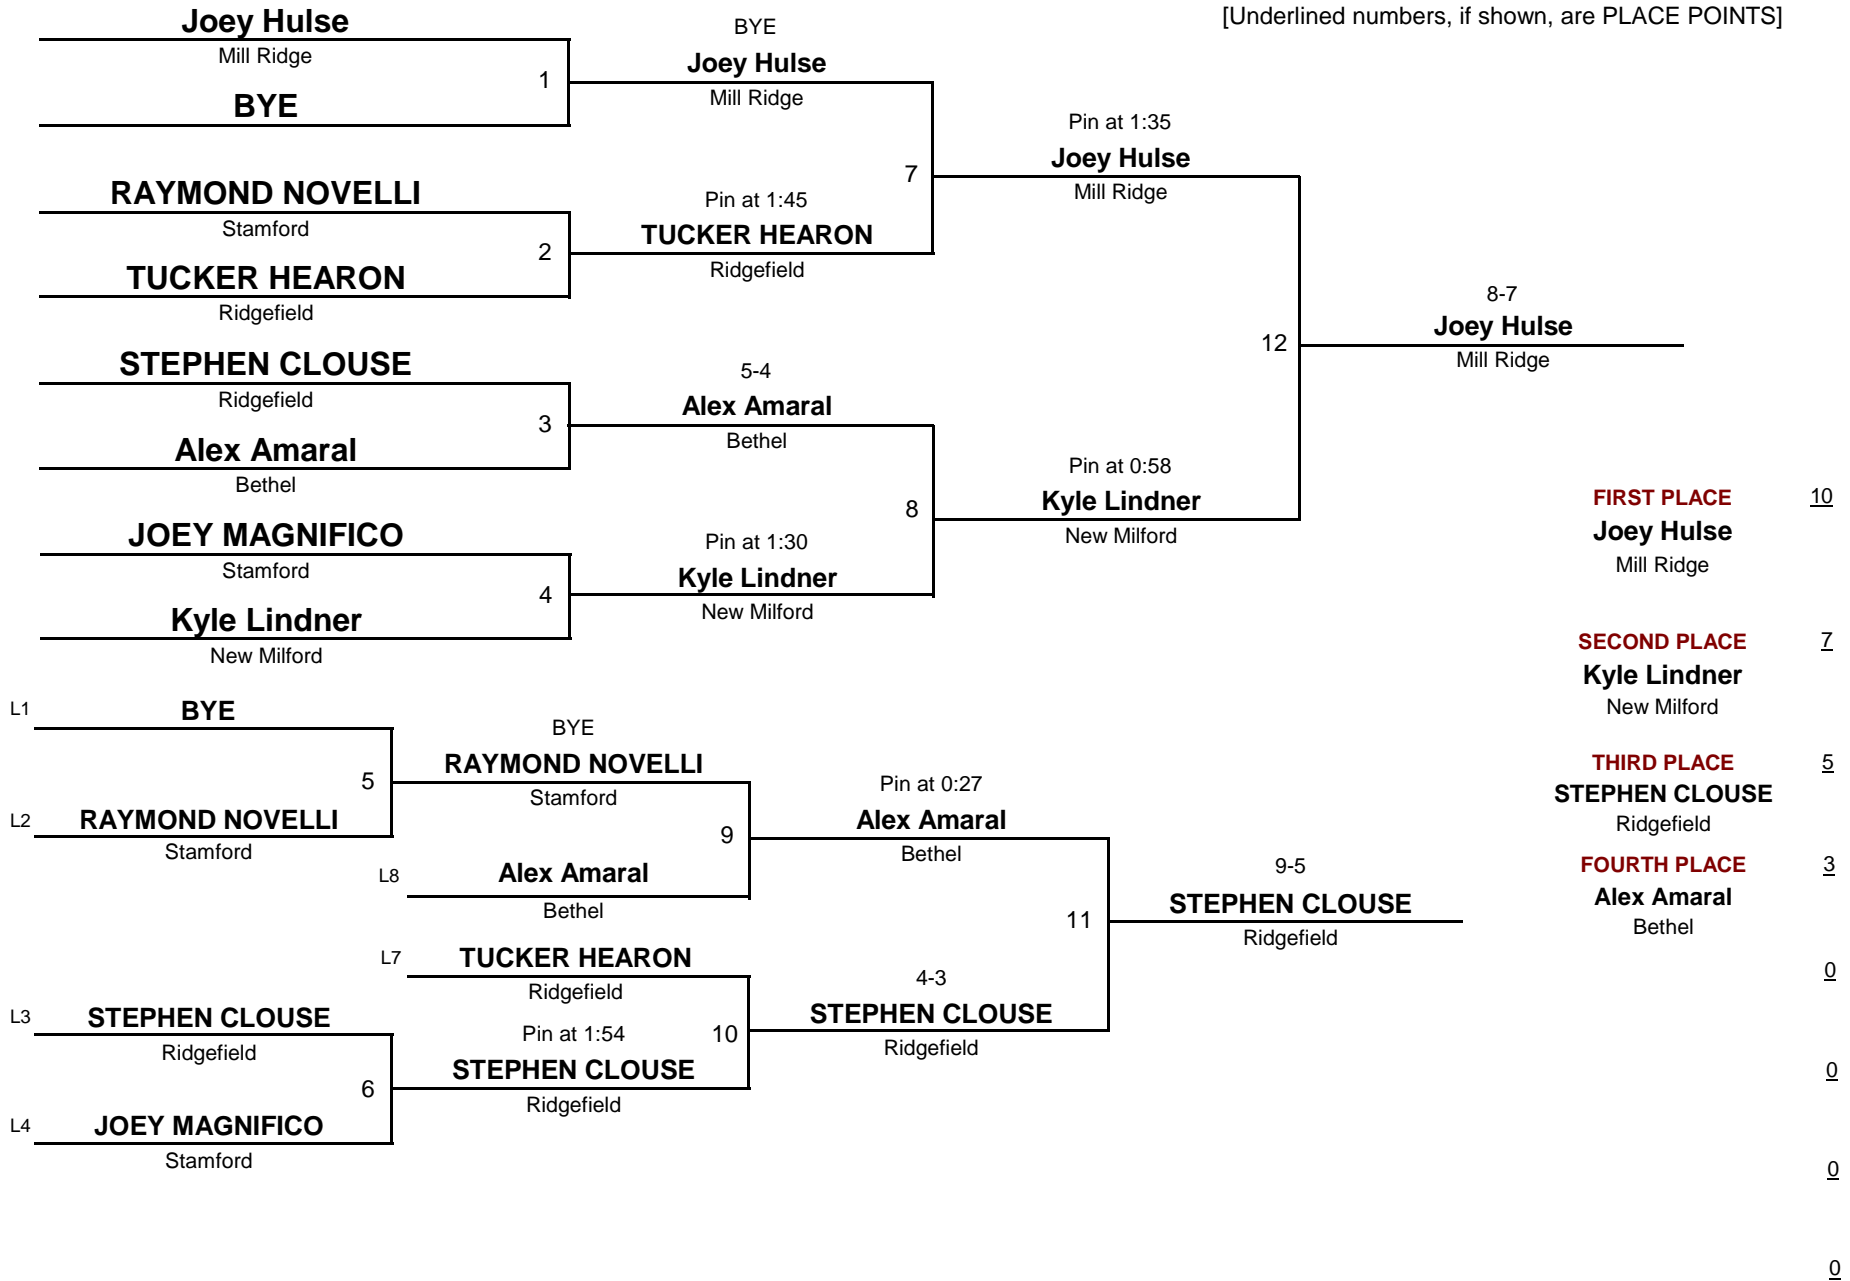 [Underlined numbers, if shown, are PLACE POINTS]
Joey Hulse
Mill Ridge
1
BYE
RAYMOND NOVELLI
Stamford
2
TUCKER HEARON
Ridgefield
STEPHEN CLOUSE
Ridgefield
3
Alex Amaral
Bethel
JOEY MAGNIFICO
Stamford
4
Kyle Lindner
New Milford
BYE
Joey Hulse
Mill Ridge
7
Pin at 1:45
TUCKER HEARON
Ridgefield
5-4
Alex Amaral
Bethel
8
Pin at 1:30
Kyle Lindner
New Milford
Pin at 1:35
Joey Hulse
Mill Ridge
12
Pin at 0:58
Kyle Lindner
New Milford
8-7
Joey Hulse
Mill Ridge
L1 BYE
5
L2 RAYMOND NOVELLI
Stamford
L3 STEPHEN CLOUSE
Ridgefield
6
L4 JOEY MAGNIFICO
Stamford
BYE
RAYMOND NOVELLI
Stamford
9
L8 Alex Amaral
Bethel
L7 TUCKER HEARON
Ridgefield
Pin at 1:54
10
STEPHEN CLOUSE
Ridgefield
Pin at 0:27
Alex Amaral
Bethel
11
4-3
STEPHEN CLOUSE
Ridgefield
9-5
STEPHEN CLOUSE
Ridgefield
FIRST PLACE 10
Joey Hulse
Mill Ridge
SECOND PLACE 7
Kyle Lindner
New Milford
THIRD PLACE 5
STEPHEN CLOUSE
Ridgefield
FOURTH PLACE 3
Alex Amaral
Bethel
0
0
0
0